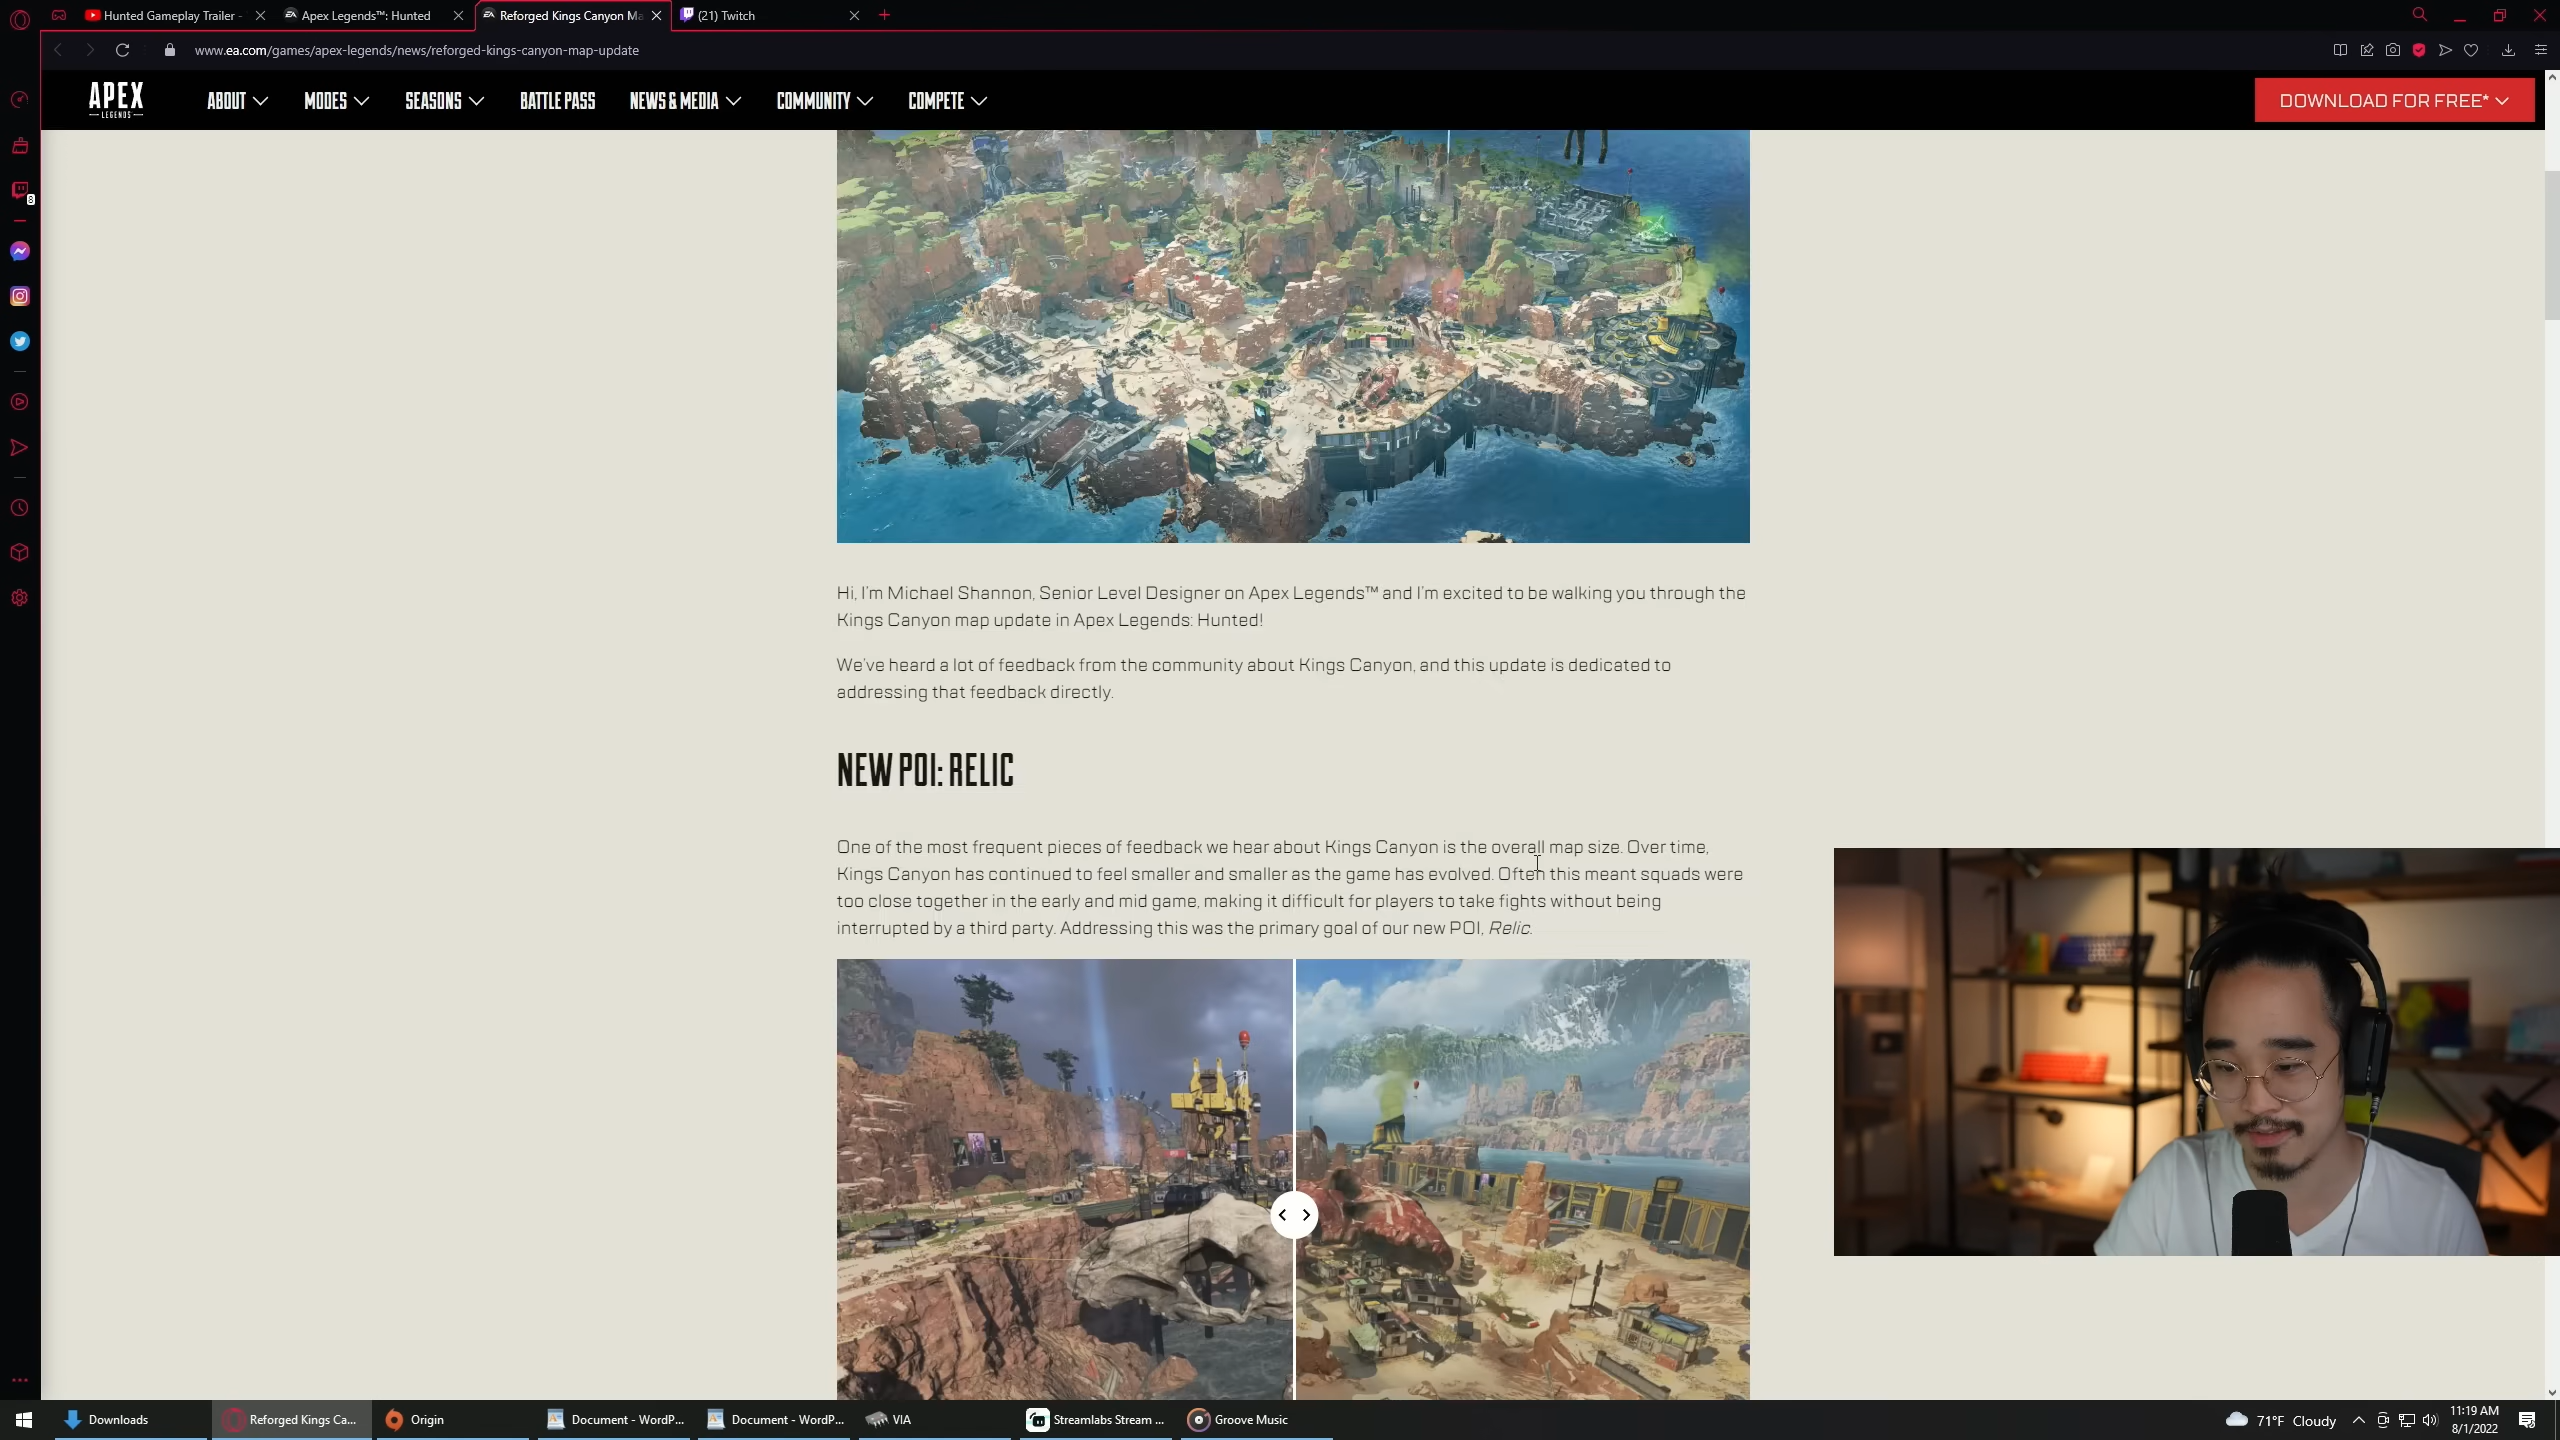 Hunted Gameplay Trailer -
Apex Legends™: Hunted
Reforged Kings Canyon Ma
(21) Twitch
www.ea.com/games/apex-legends/news/reforged-kings-canyon-map-update
APEX
LEGENDS
ABOUT
MODES
SEASONS
BATTLE PASS
NEWS & MEDIA
COMMUNITY
COMPETE
DOWNLOAD FOR FREE*
8
Hi, I'm Michael Shannon, Senior Level Designer on Apex Legends™ and I'm excited to be walking you through the
Kings Canyon map update in Apex Legends: Hunted!
We've heard a lot of feedback from the community about Kings Canyon, and this update is dedicated to
addressing that feedback directly.
NEW POI: RELIC
One of the most frequent pieces of feedback we hear about Kings Canyon is the overall map size. Over time,
Kings Canyon has continued to feel smaller and smaller as the game has evolved. Often this meant squads were
too close together in the early and mid game, making it difficult for players to take fights without being
interrupted by a third party. Addressing this was the primary goal of our new POI, Relic.
Downloads
Reforged Kings Ca...
Origin
Document - WordP...
Document - WordP...
VIA
Streamlabs Stream ...
Groove Music
71°F Cloudy
11:19 AM
8/1/2022